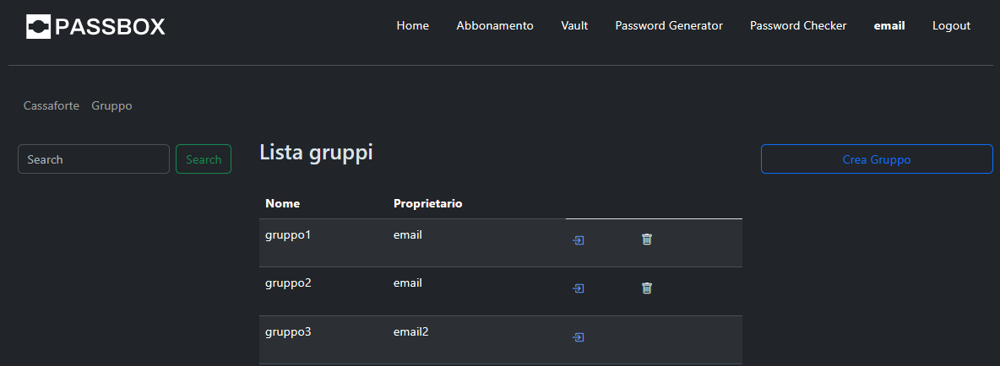 PASSBOX Home Abbonamento Vault Password Generator Password Checker email Logout
Cassaforte Gruppo
Search Search Lista gruppi Crea Gruppo
Nome Proprietario
gruppo1 email
gruppo2 email
gruppo3 email2